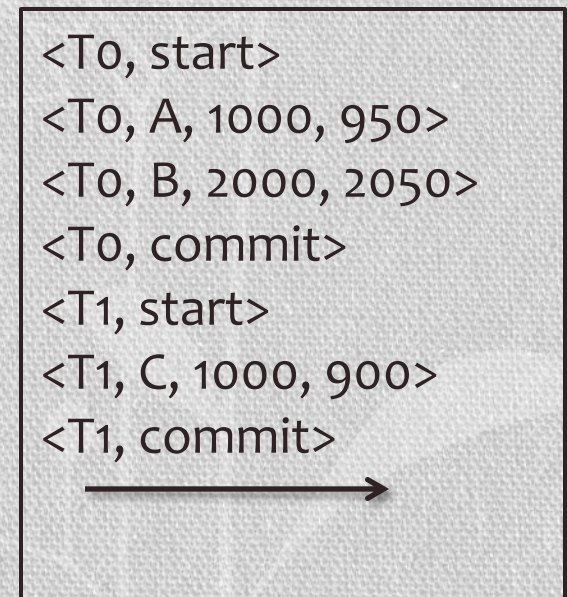 <T0, start>
<T0, A, 1000, 950>
<T0, B, 2000, 2050>
<T0, commit>
<T1, start>
<T1, C, 1000, 900>
<T1, commit>